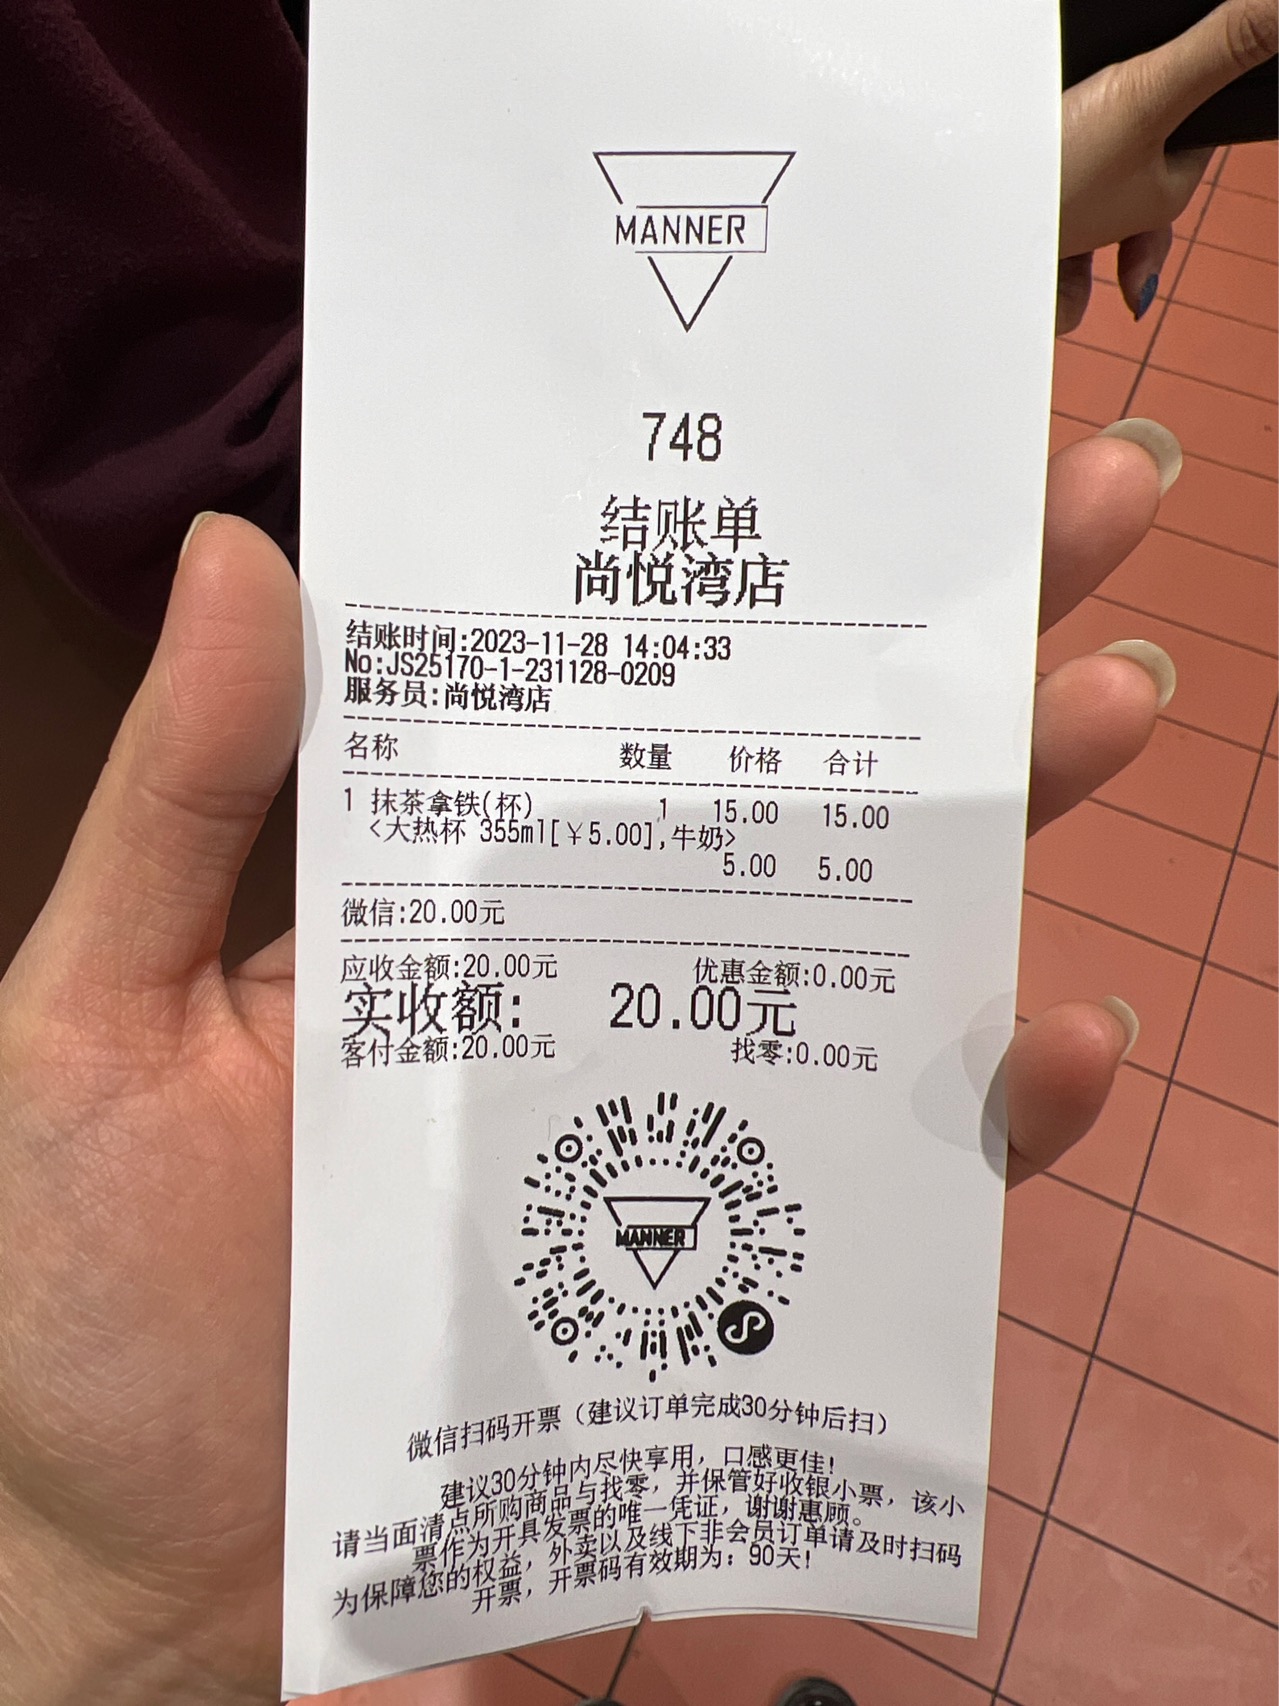 MANNER
748
结账单
尚悦湾店
结账时间:2023-11-28 14:04:33
No:JS25170-1-231128-0209
服务员:尚悦湾店
名称 数量 价格 合计
1 抹茶拿铁(杯) 1 15.00 15.00
<大热杯 355ml[￥5.00],牛奶>
5.00 5.00
微信:20.00元
应收金额:20.00元 优惠金额:0.00元
实收额: 20.00元
客付金额:20.00元 找零:0.00元
MANNER
微信扫码开票（建议订单完成30分钟后扫）
建议30分钟内尽快享用，口感更佳!
请当面清点所购商品与找零，并保管好收银小票，该小
票作为开具发票的唯一凭证，谢谢惠顾。
为保障您的权益，外卖以及线下非会员订单请及时扫码
开票，开票码有效期为：90天!